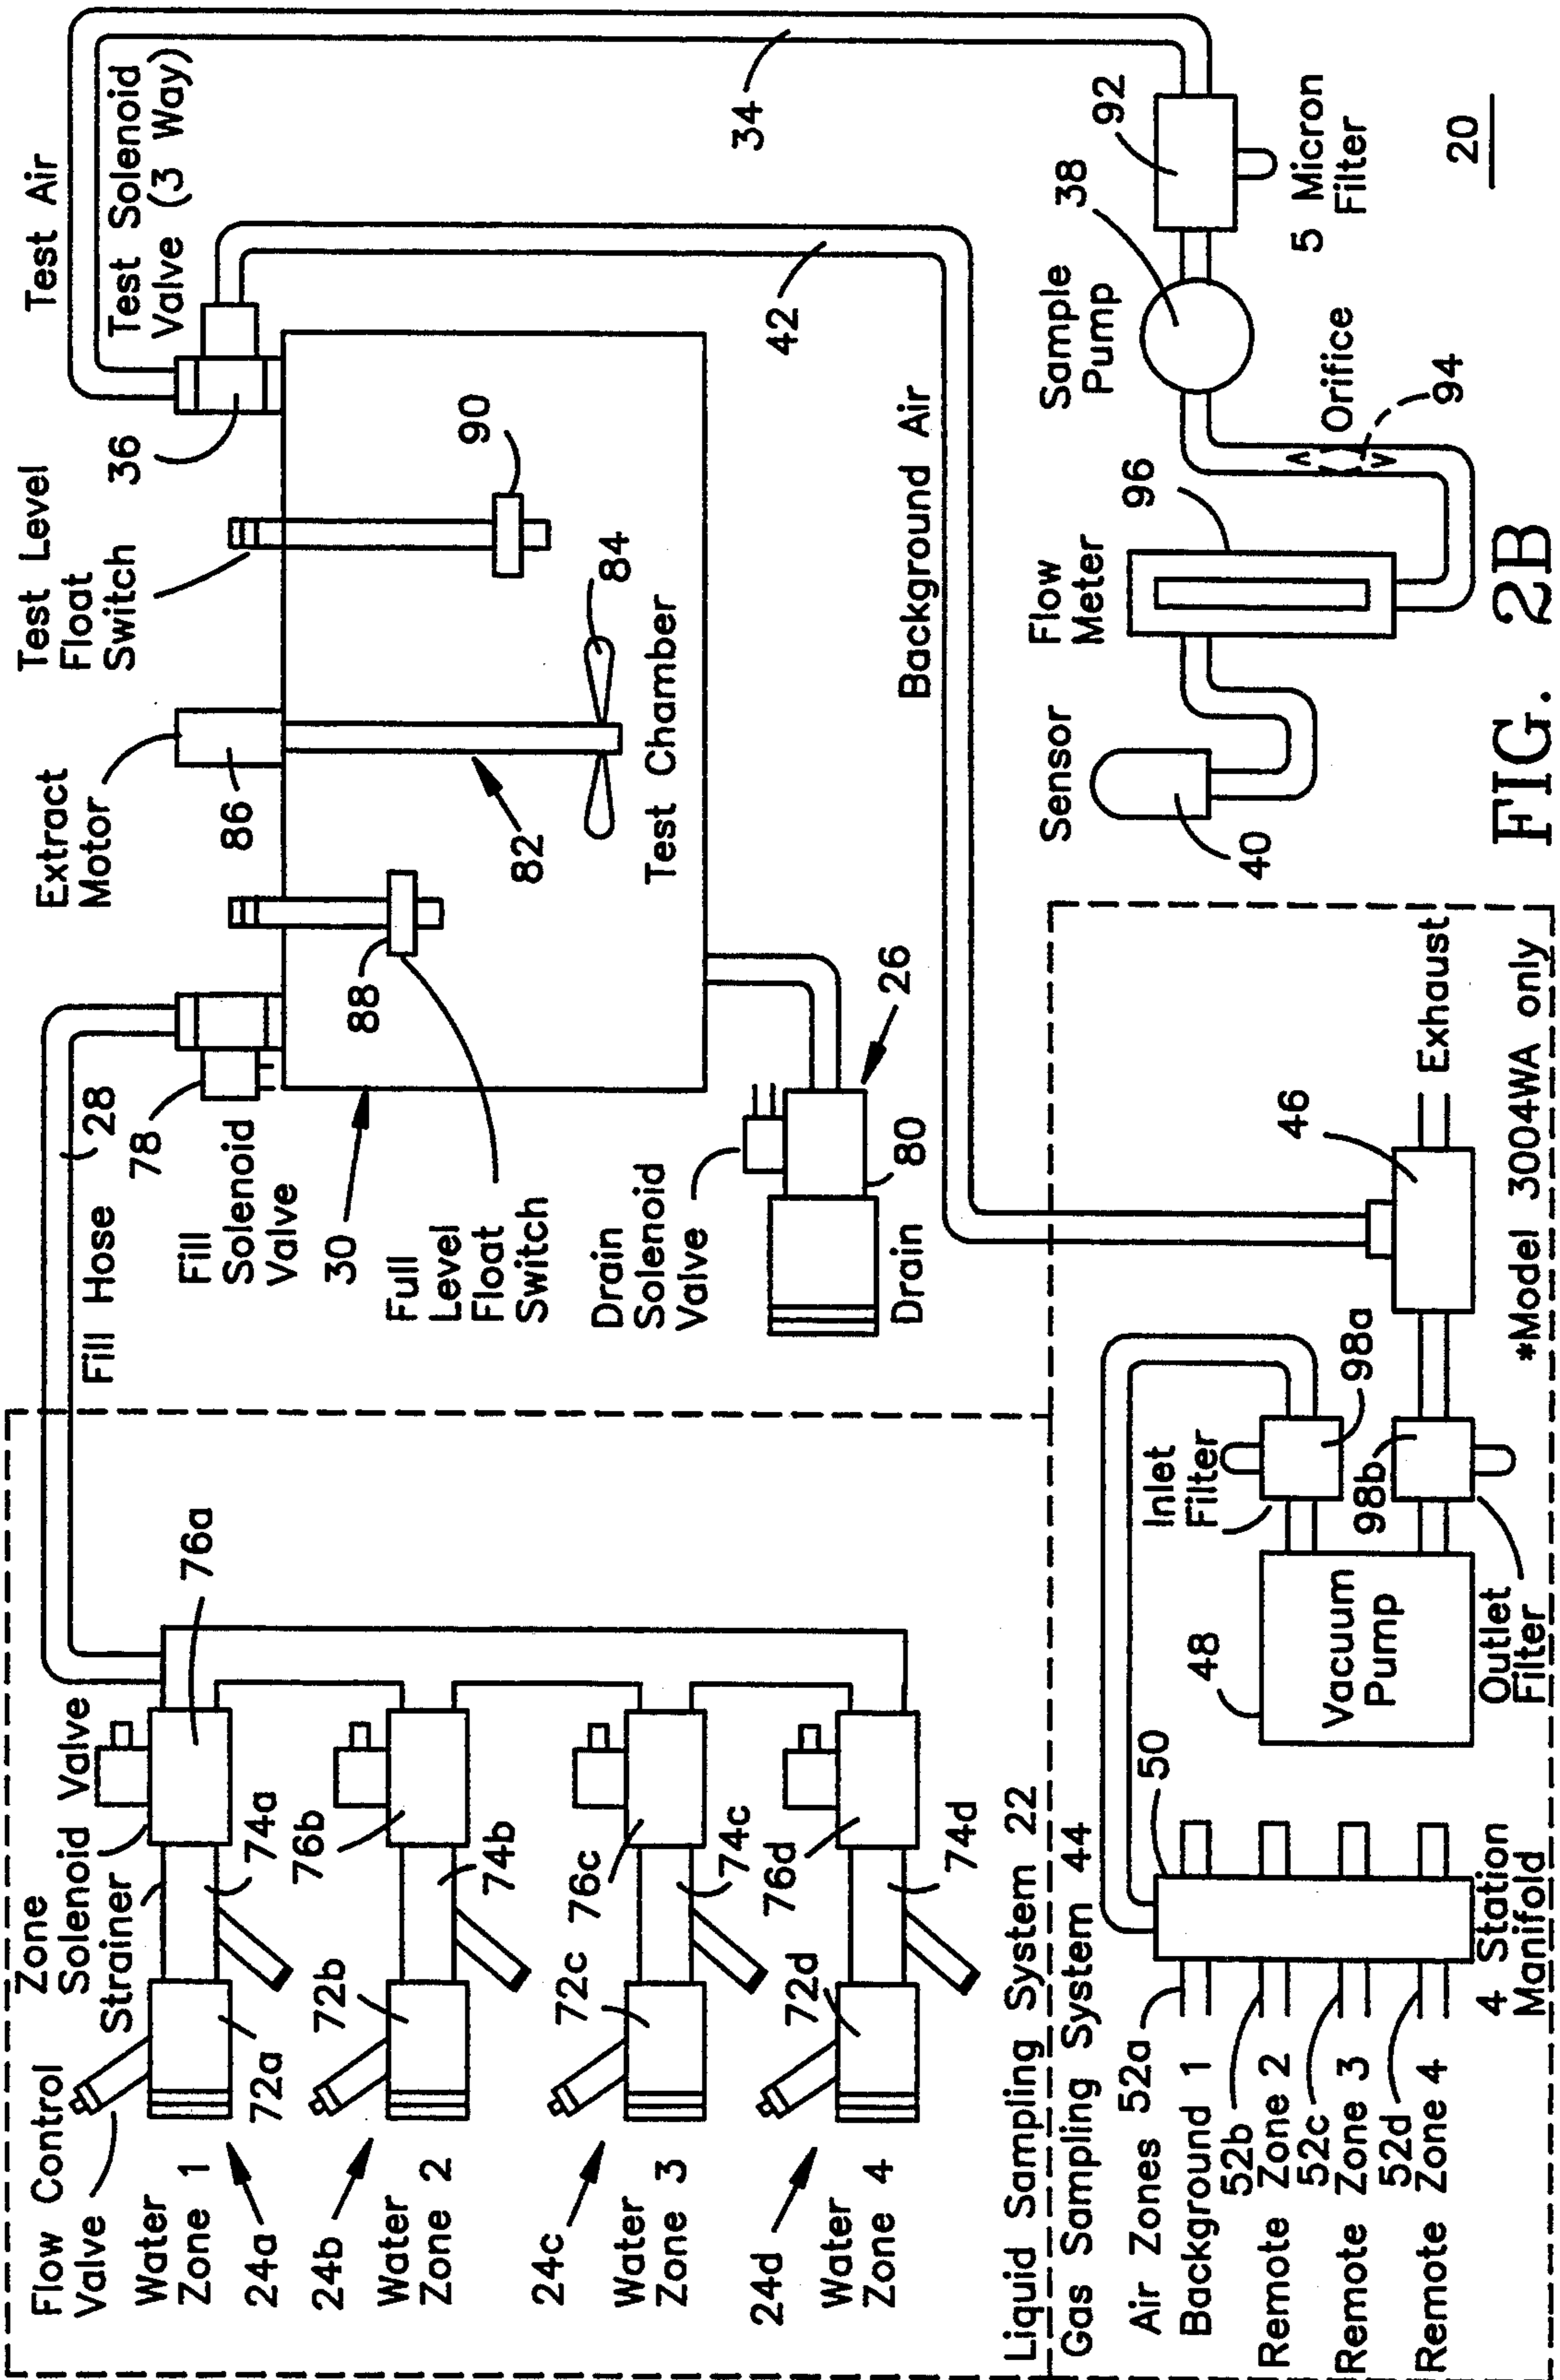 Flow Control
Valve
Zone
Solenoid Valve
Strainer
76a
74a
72a
Water
Zone 1
24a
76b
74b
72b
24b
Water
Zone 2
76c
74c
72c
24c
Water
Zone 3
76d
74d
72d
24d
Water
Zone 4
Liquid Sampling System 22
Fill Hose
28
78
Fill
Solenoid
Valve
30
Full
Level
Float
Switch
88
Extract
Motor
86
82
84
Test Chamber
Test Level
Float
Switch
90
36
Test Air
Test Solenoid
Valve (3 Way)
34
42
Background Air
Drain
Solenoid
Valve
26
80
Drain
Gas Sampling System 44
Air Zones 52a
Background 1
52b
Remote Zone 2
52c
Remote Zone 3
52d
Remote Zone 4
50
4 Station
Manifold
48
Vacuum
Pump
Inlet
Filter
98a
98b
Outlet
Filter
46
Exhaust
*Model 3004WA only
Sensor
40
Flow
Meter
96
Orifice
94
Sample
Pump
38
92
5 Micron
Filter
20
FIG. 2B